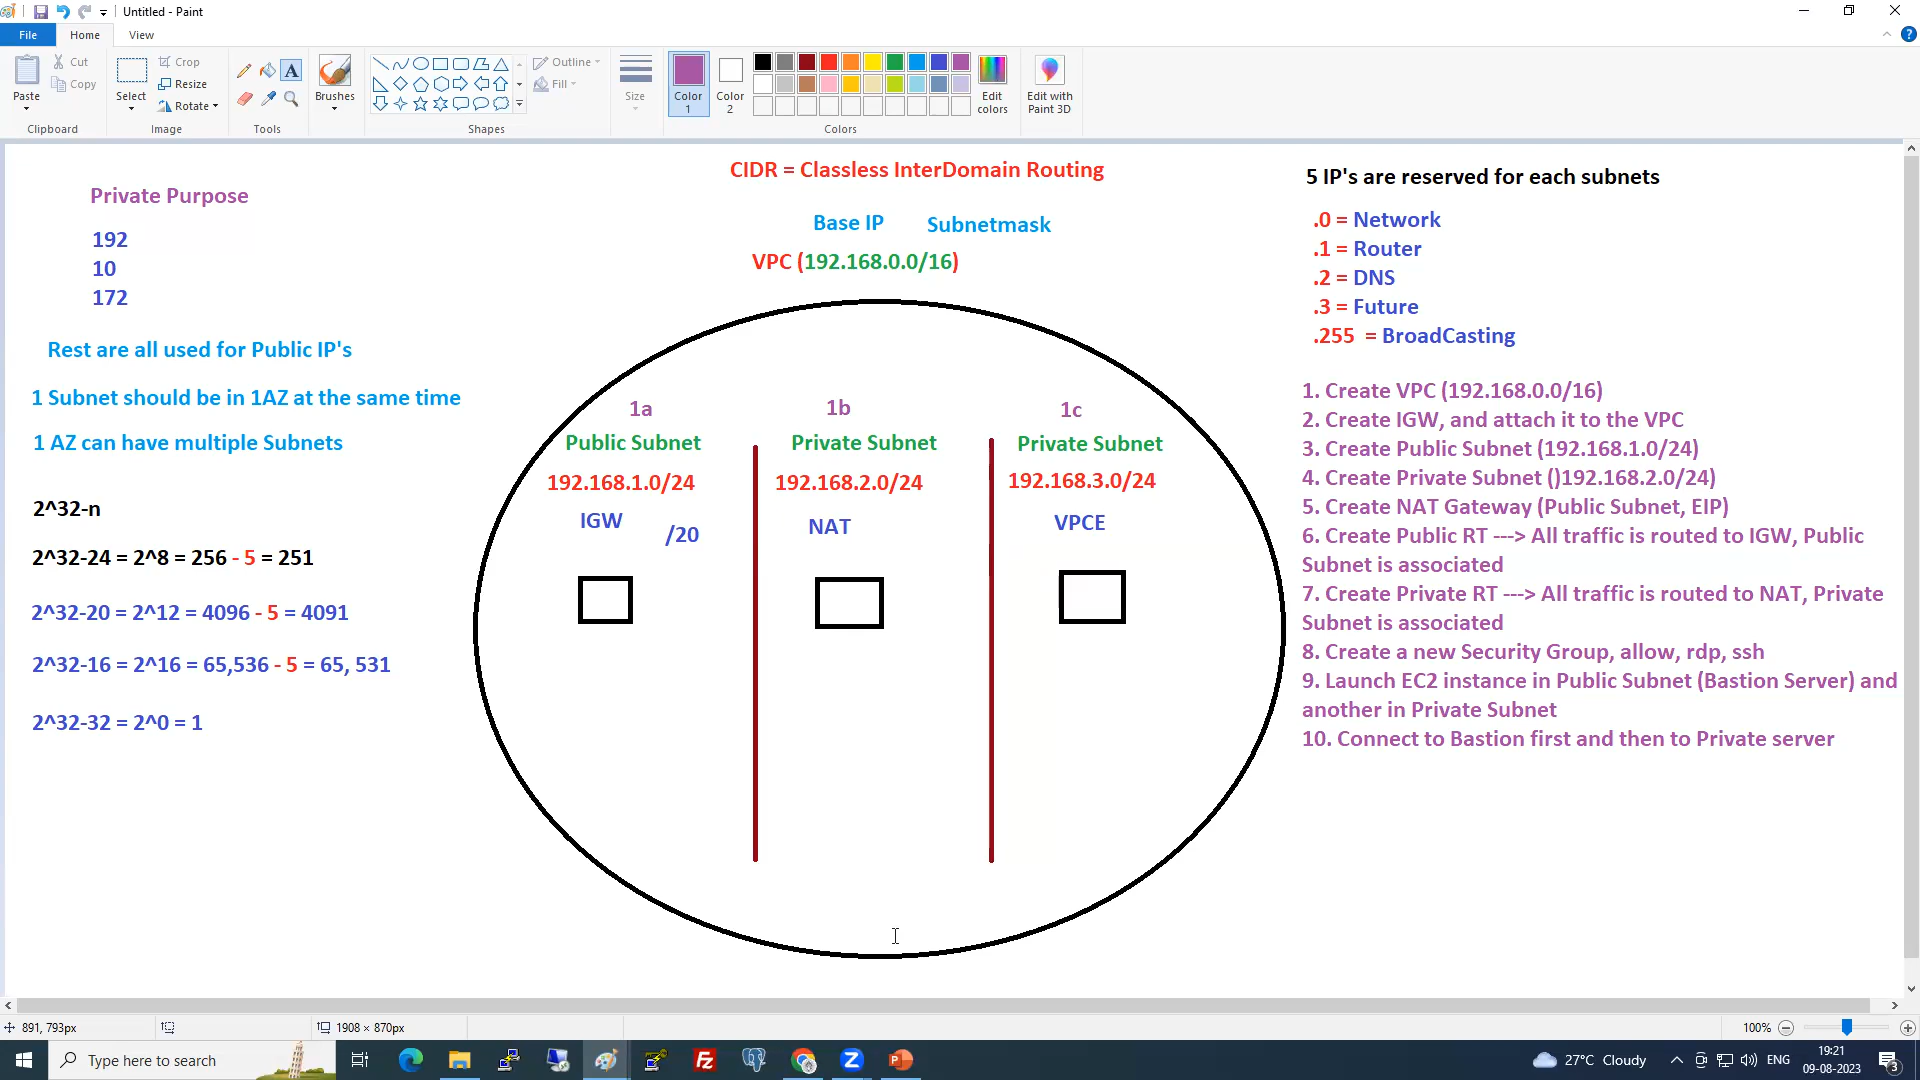 Untitled - Paint
File
Home
View
Paste
Cut
Copy
Clipboard
Select
Crop
Resize
Rotate
Image
A
Tools
Brushes
Shapes
Outline
Fill
Size
Color 1
Color 2
Edit colors
Colors
Edit with Paint 3D
Private Purpose
192
10
172
Rest are all used for Public IP's
1 Subnet should be in 1AZ at the same time
1 AZ can have multiple Subnets
2^32-n
2^32-24 = 2^8 = 256 - 5 = 251
2^32-20 = 2^12 = 4096 - 5 = 4091
2^32-16 = 2^16 = 65,536 - 5 = 65, 531
2^32-32 = 2^0 = 1
CIDR = Classless InterDomain Routing
Base IP Subnetmask
VPC (192.168.0.0/16)
1a
Public Subnet
192.168.1.0/24
IGW
/20
1b
Private Subnet
192.168.2.0/24
NAT
1c
Private Subnet
192.168.3.0/24
VPCE
5 IP's are reserved for each subnets
.0 = Network
.1 = Router
.2 = DNS
.3 = Future
.255 = BroadCasting
1. Create VPC (192.168.0.0/16)
2. Create IGW, and attach it to the VPC
3. Create Public Subnet (192.168.1.0/24)
4. Create Private Subnet ()192.168.2.0/24)
5. Create NAT Gateway (Public Subnet, EIP)
6. Create Public RT ---> All traffic is routed to IGW, Public
Subnet is associated
7. Create Private RT ---> All traffic is routed to NAT, Private
Subnet is associated
8. Create a new Security Group, allow, rdp, ssh
9. Launch EC2 instance in Public Subnet (Bastion Server) and
another in Private Subnet
10. Connect to Bastion first and then to Private server
891, 793px
1908 × 870px
100%
Type here to search
27°C Cloudy
ENG
19:21
09-08-2023
3